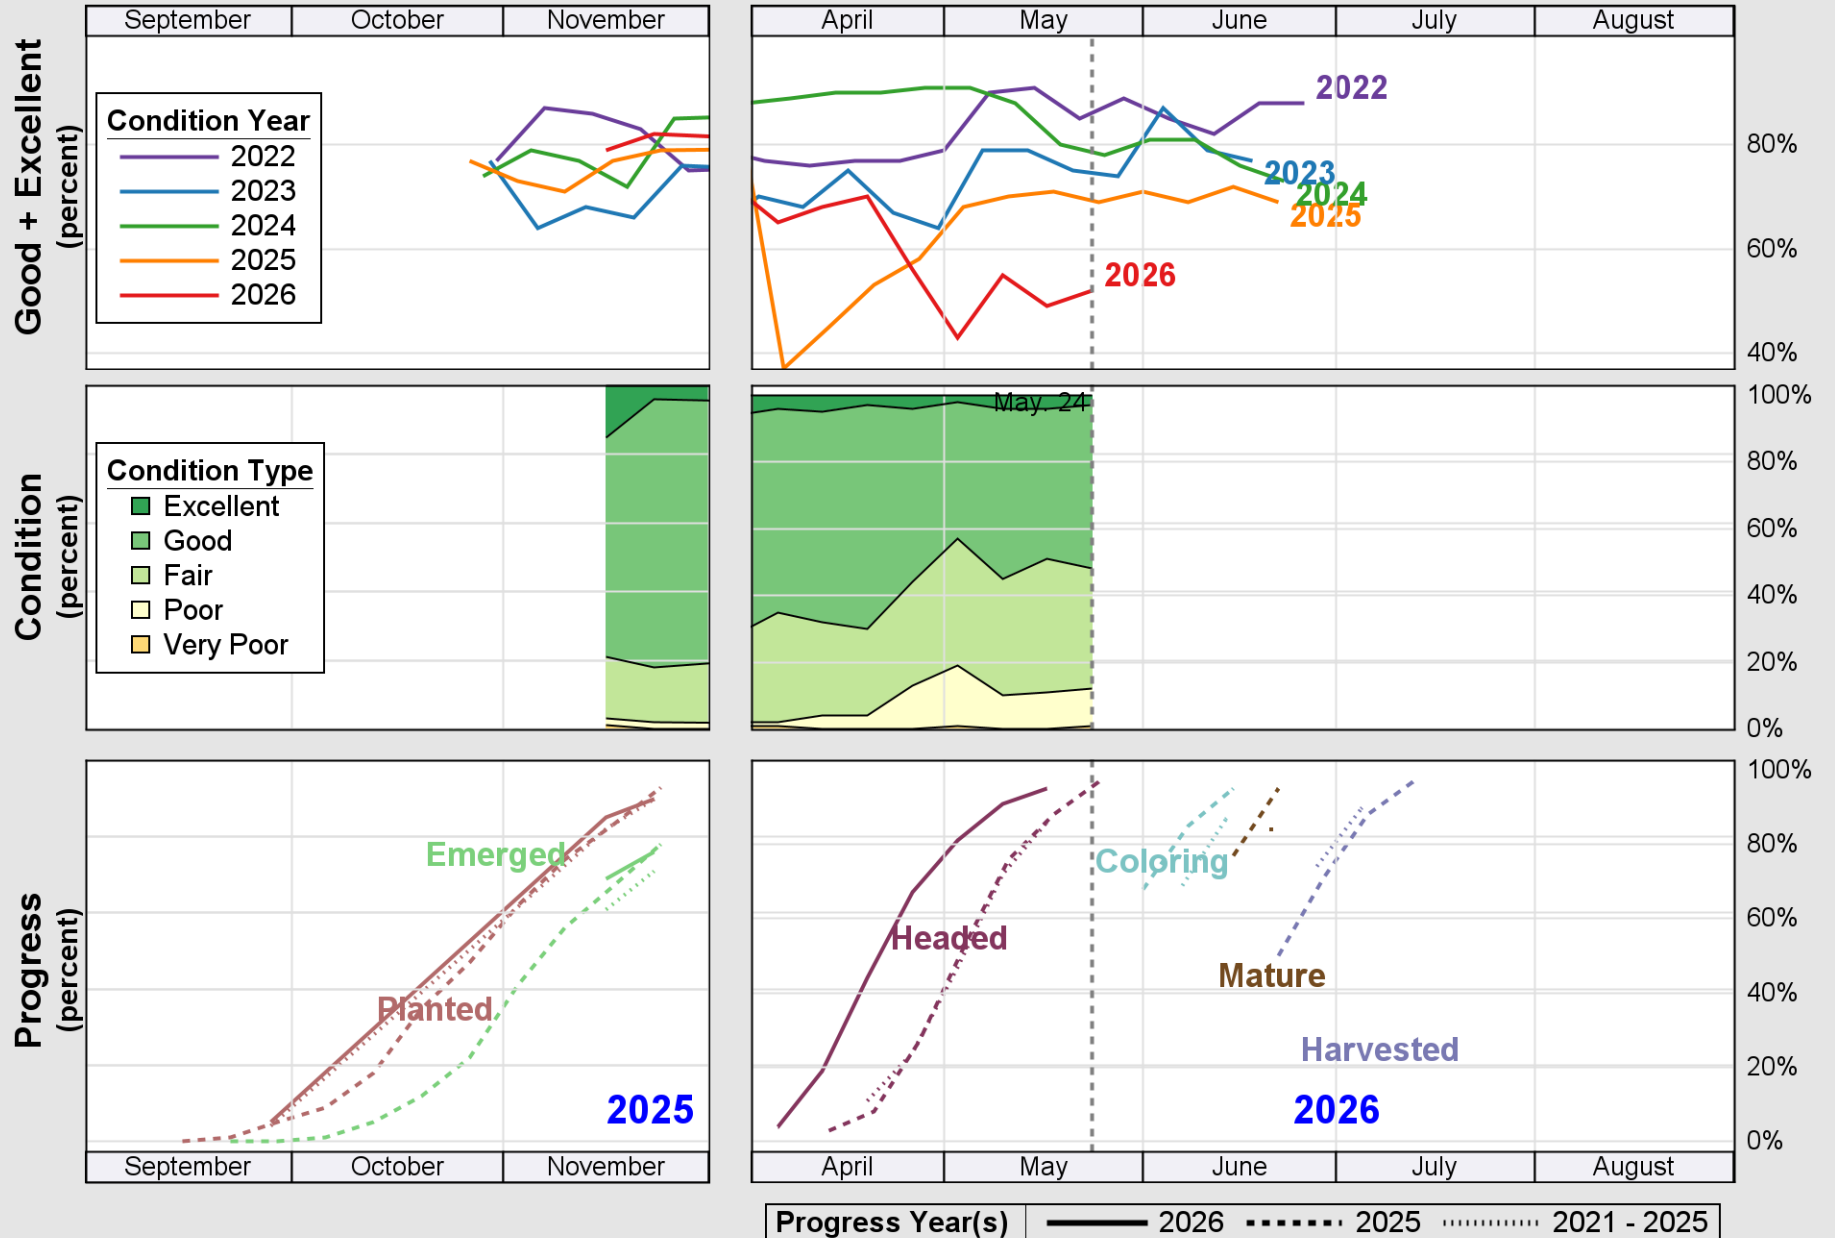 September October November April May June July August
Good + Excellent
(percent)
Condition Year
2022
2023
2024
2025
2026
2022
2023
2024
2025
2026
80%
60%
40%
Condition
(percent)
Condition Type
Excellent
Good
Fair
Poor
Very Poor
May. 24
100%
80%
60%
40%
20%
0%
Progress
(percent)
Emerged
Planted
2025
Headed
Coloring
Mature
Harvested
2026
100%
80%
60%
40%
20%
0%
September October November April May June July August
Progress Year(s) 2026 2025 2021 - 2025